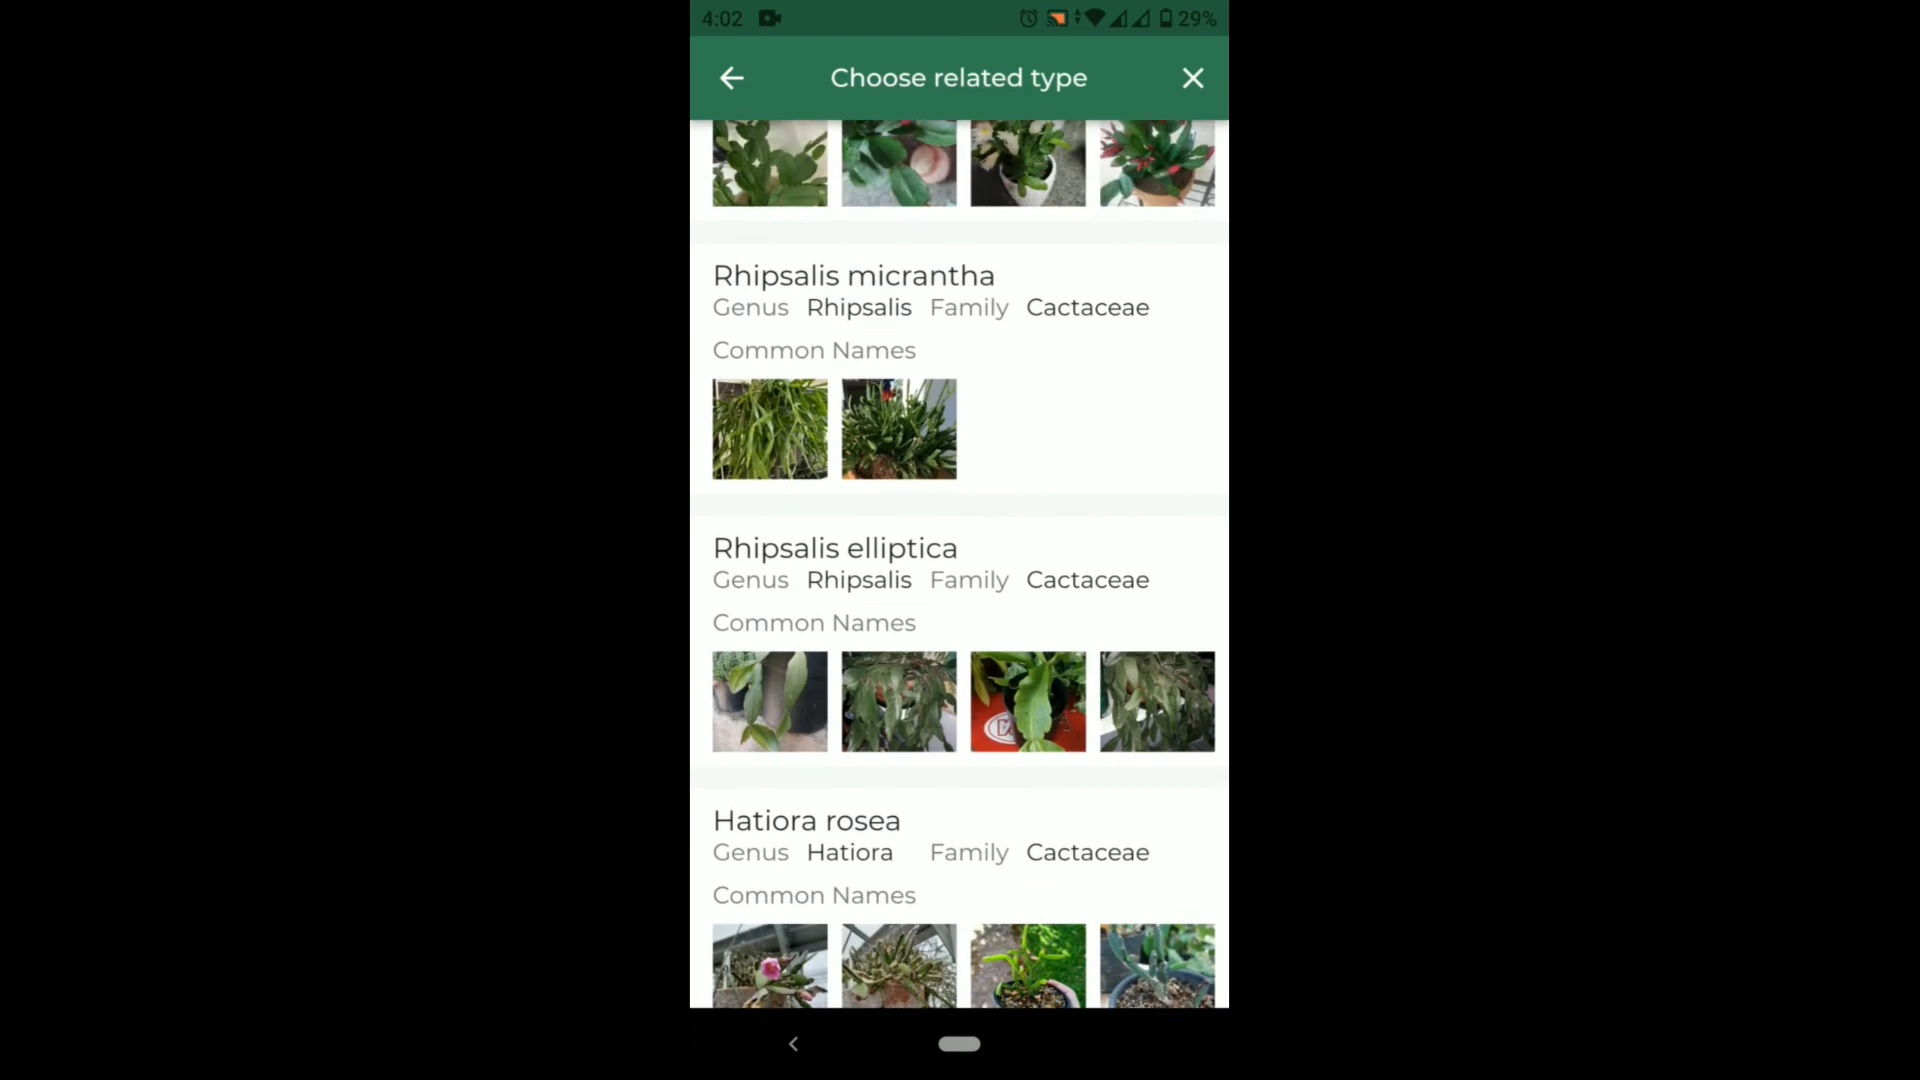 4:02
29%
Choose related type
Rhipsalis micrantha
Genus Rhipsalis Family Cactaceae
Common Names
Rhipsalis elliptica
Genus Rhipsalis Family Cactaceae
Common Names
Hatiora rosea
Genus Hatiora Family Cactaceae
Common Names